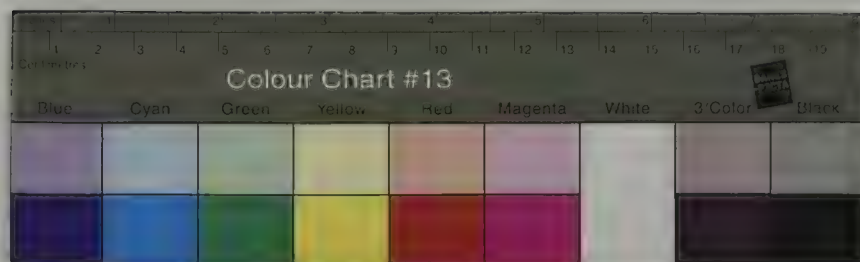 1 2 3 4 5 6 7
1 2 3 4 5 6 7 8 9 10 11 12 13 14 15 16 17 18 19
Centimetres
Colour Chart #13
Blue Cyan Green Yellow Red Magenta White 3/Color Black